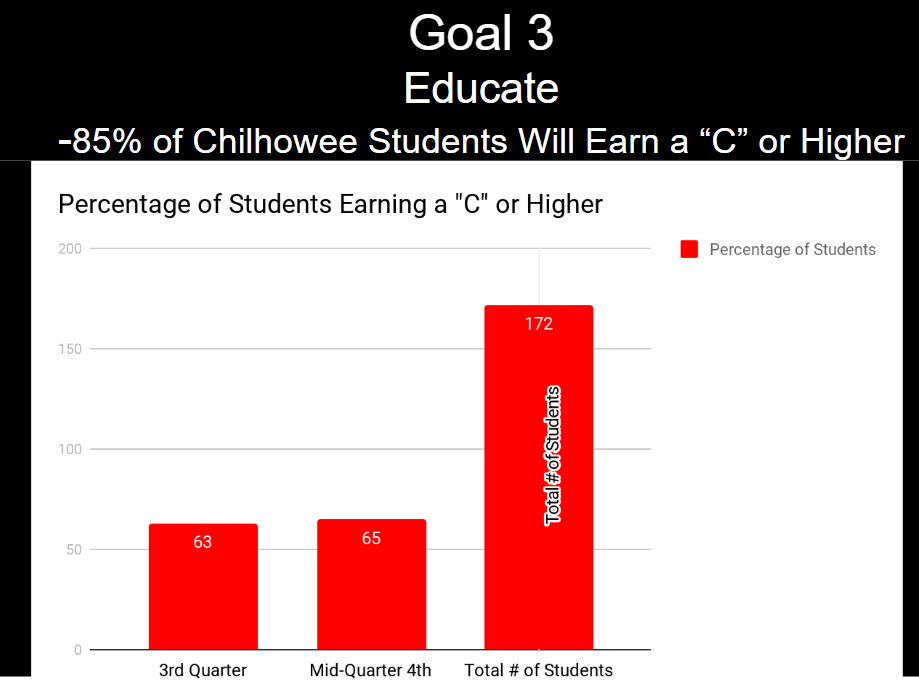 Goal 3
Educate
-85% of Chilhowee Students Will Earn a “C” or Higher
Percentage of Students Earning a "C" or Higher
200
Percentage of Students
172
150
Total # of Students
100
63
65
50
0
3rd Quarter
Mid-Quarter 4th
Total # of Students